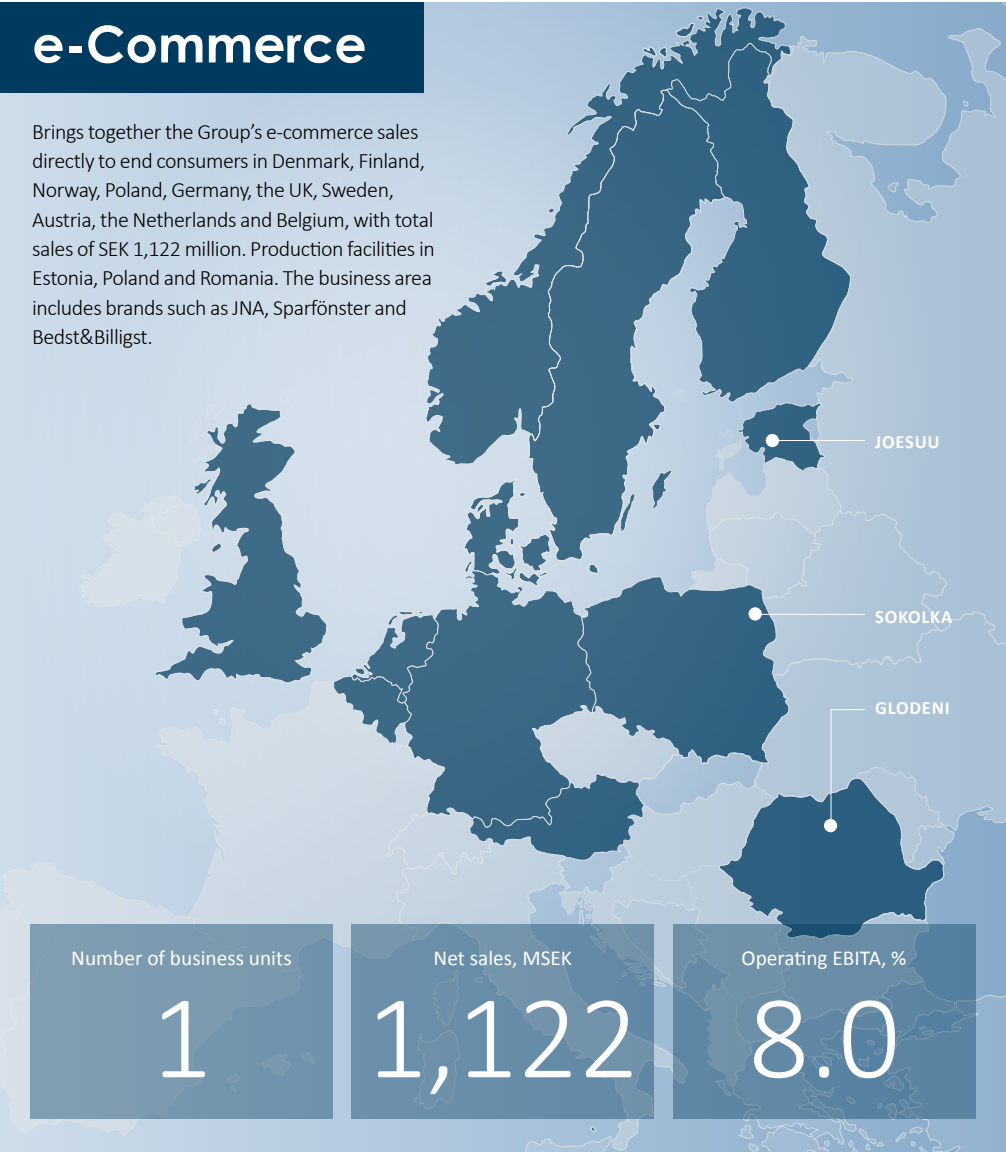 e-Commerce
Brings together the Group’s e-commerce sales
directly to end consumers in Denmark, Finland,
Norway, Poland, Germany, the UK, Sweden,
Austria, the Netherlands and Belgium, with total
sales of SEK 1,122 million. Production facilities in
Estonia, Poland and Romania. The business area
includes brands such as JNA, Sparfönster and
Bedst&Billigst.
JOESUU
SOKOLKA
GLODENI
Number of business units
1
Net sales, MSEK
1,122
Operating EBITA, %
8.0